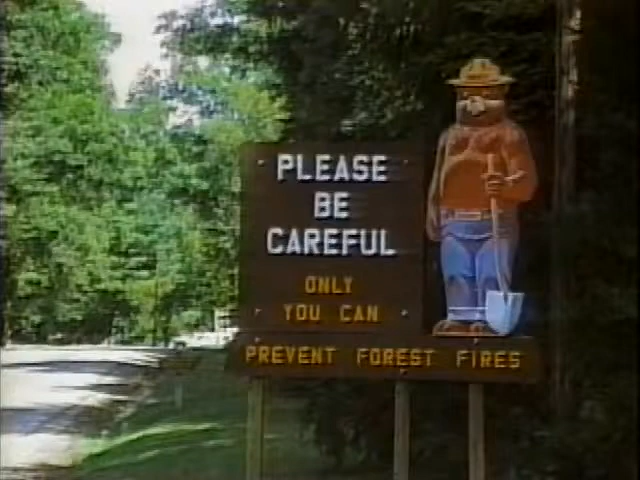 PLEASE
BE
CAREFUL
ONLY
YOU CAN
PREVENT FOREST FIRES